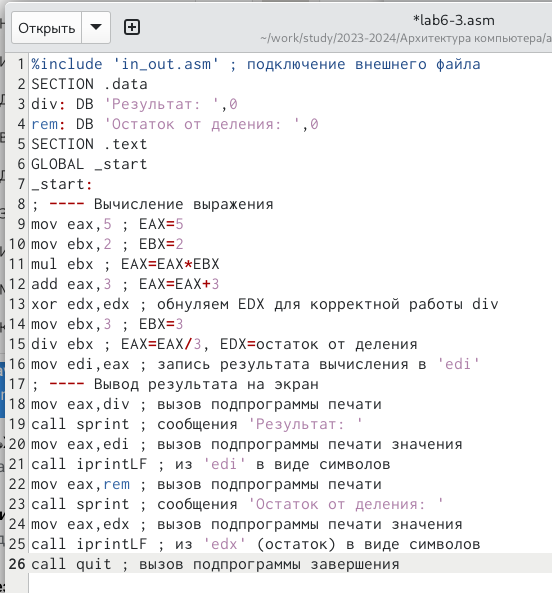 Открыть
*lab6-3.asm
~/work/study/2023-2024/Архитектура компьютера/a
1 %include 'in_out.asm' ; подключение внешнего файла
2 SECTION .data
3 div: DB 'Результат: ',0
4 rem: DB 'Остаток от деления: ',0
5 SECTION .text
6 GLOBAL _start
7 _start:
8 ; ---- Вычисление выражения
9 mov eax,5 ; EAX=5
10 mov ebx,2 ; EBX=2
11 mul ebx ; EAX=EAX*EBX
12 add eax,3 ; EAX=EAX+3
13 xor edx,edx ; обнуляем EDX для корректной работы div
14 mov ebx,3 ; EBX=3
15 div ebx ; EAX=EAX/3, EDX=остаток от деления
16 mov edi,eax ; запись результата вычисления в 'edi'
17 ; ---- Вывод результата на экран
18 mov eax,div ; вызов подпрограммы печати
19 call sprint ; сообщения 'Результат: '
20 mov eax,edi ; вызов подпрограммы печати значения
21 call iprintLF ; из 'edi' в виде символов
22 mov eax,rem ; вызов подпрограммы печати
23 call sprint ; сообщения 'Остаток от деления: '
24 mov eax,edx ; вызов подпрограммы печати значения
25 call iprintLF ; из 'edx' (остаток) в виде символов
26 call quit ; вызов подпрограммы завершения